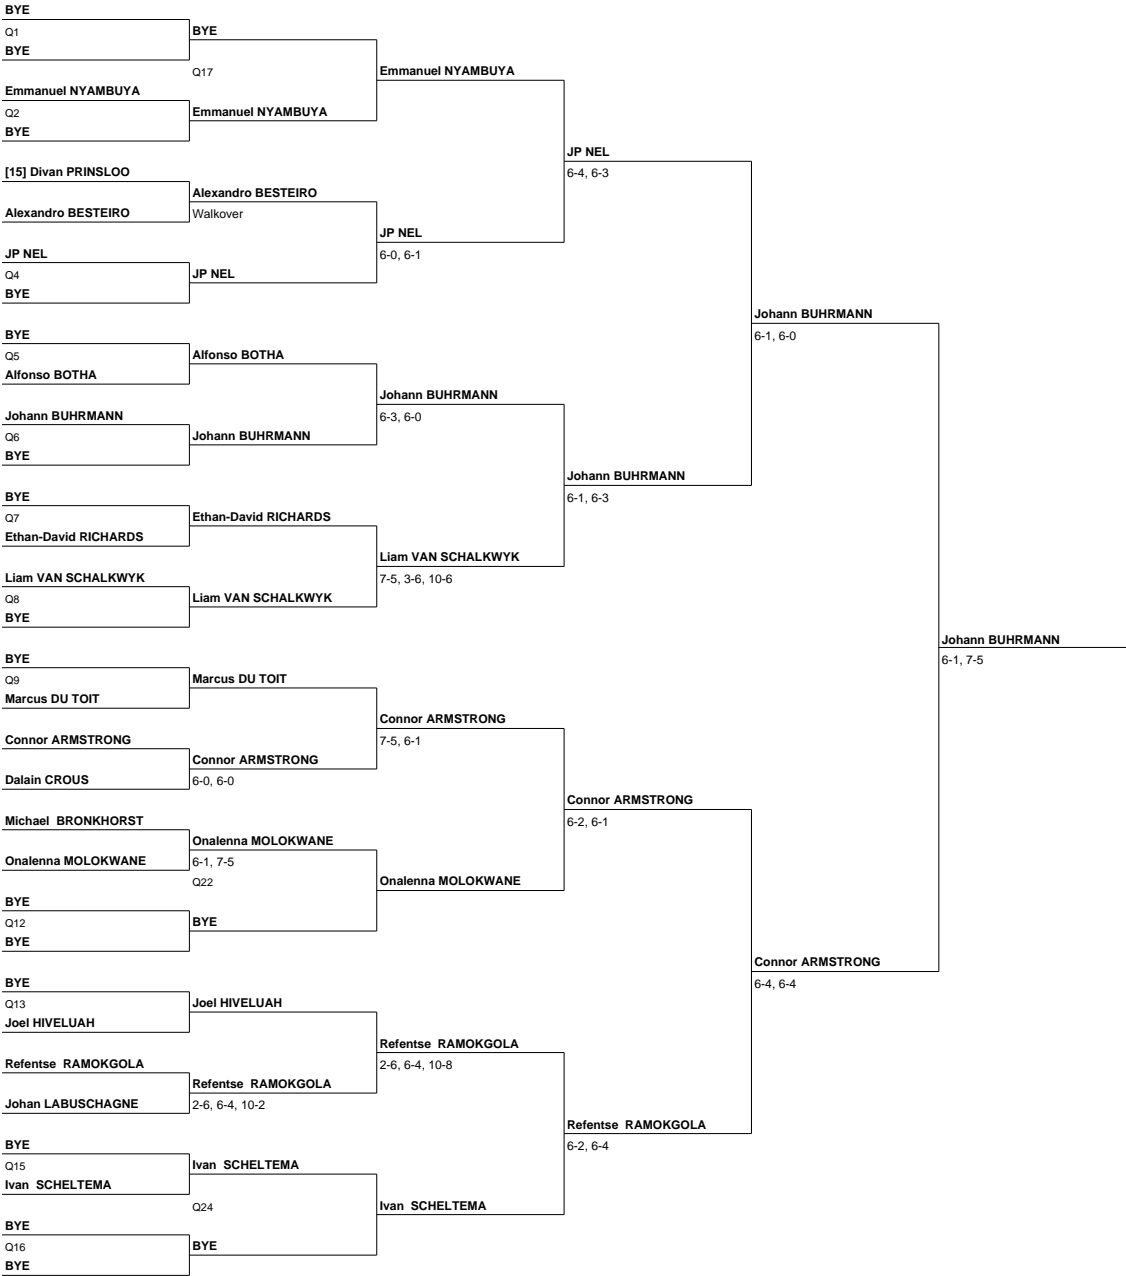 BYE
Q1
BYE
Emmanuel NYAMBUYA
Q2
BYE
[15] Divan PRINSLOO
Alexandro BESTEIRO
JP NEL
Q4
BYE
BYE
Q5
Alfonso BOTHA
Johann BUHRMANN
Q6
BYE
BYE
Q7
Ethan-David RICHARDS
Liam VAN SCHALKWYK
Q8
BYE
BYE
Q9
Marcus DU TOIT
Connor ARMSTRONG
Dalain CROUS
Michael  BRONKHORST
Onalenna MOLOKWANE
BYE
Q12
BYE
BYE
Q13
Joel HIVELUAH
Refentse  RAMOKGOLA
Johan LABUSCHAGNE
BYE
Q15
Ivan  SCHELTEMA
BYE
Q16
BYE
BYE
Q17
Emmanuel NYAMBUYA
Alexandro BESTEIRO
Walkover
JP NEL
Alfonso BOTHA
Johann BUHRMANN
Ethan-David RICHARDS
Liam VAN SCHALKWYK
Marcus DU TOIT
Connor ARMSTRONG
6-0, 6-0
Onalenna MOLOKWANE
6-1, 7-5
Q22
BYE
Joel HIVELUAH
Refentse  RAMOKGOLA
2-6, 6-4, 10-2
Ivan  SCHELTEMA
Q24
BYE
Emmanuel NYAMBUYA
JP NEL
6-0, 6-1
Johann BUHRMANN
6-3, 6-0
Liam VAN SCHALKWYK
7-5, 3-6, 10-6
Connor ARMSTRONG
7-5, 6-1
Onalenna MOLOKWANE
Refentse  RAMOKGOLA
2-6, 6-4, 10-8
Ivan  SCHELTEMA
JP NEL
6-4, 6-3
Johann BUHRMANN
6-1, 6-3
Connor ARMSTRONG
6-2, 6-1
Refentse  RAMOKGOLA
6-2, 6-4
Johann BUHRMANN
6-1, 6-0
Connor ARMSTRONG
6-4, 6-4
Johann BUHRMANN
6-1, 7-5